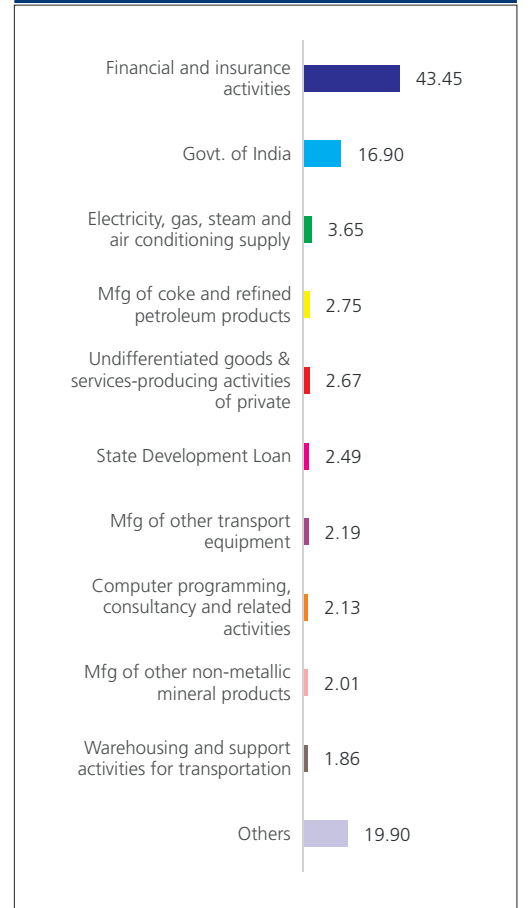 Financial and insurance
activities
43.45
Govt. of India
16.90
Electricity, gas, steam and
air conditioning supply
3.65
Mfg of coke and refined
petroleum products
2.75
Undifferentiated goods &
services-producing activities
of private
2.67
State Development Loan
2.49
Mfg of other transport
equipment
2.19
Computer programming,
consultancy and related
activities
2.13
Mfg of other non-metallic
mineral products
2.01
Warehousing and support
activities for transportation
1.86
Others
19.90